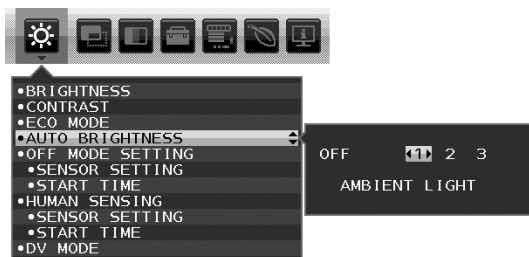 •BRIGHTNESS
•CONTRAST
•ECO MODE
•AUTO BRIGHTNESS
•OFF MODE SETTING
•SENSOR SETTING
•START TIME
•HUMAN SENSING
•SENSOR SETTING
•START TIME
•DV MODE
OFF 1 2 3
AMBIENT LIGHT